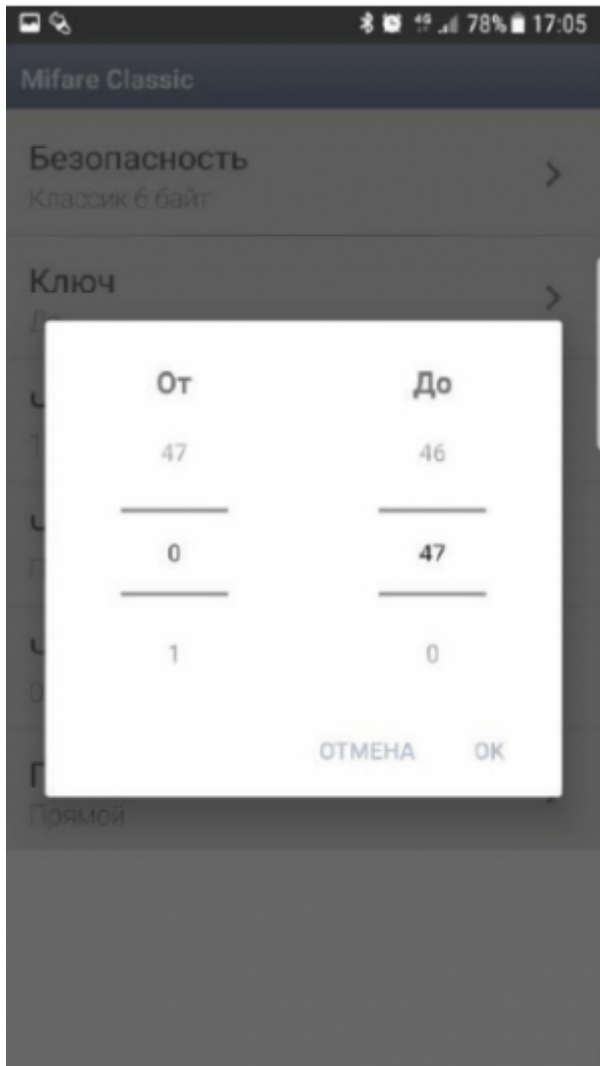 4G 78% 17:05
Mifare Classic
Безопасность
Классик 6 байт
Ключ
От До
47 46
0 47
1 0
ОТМЕНА OK
Прямой